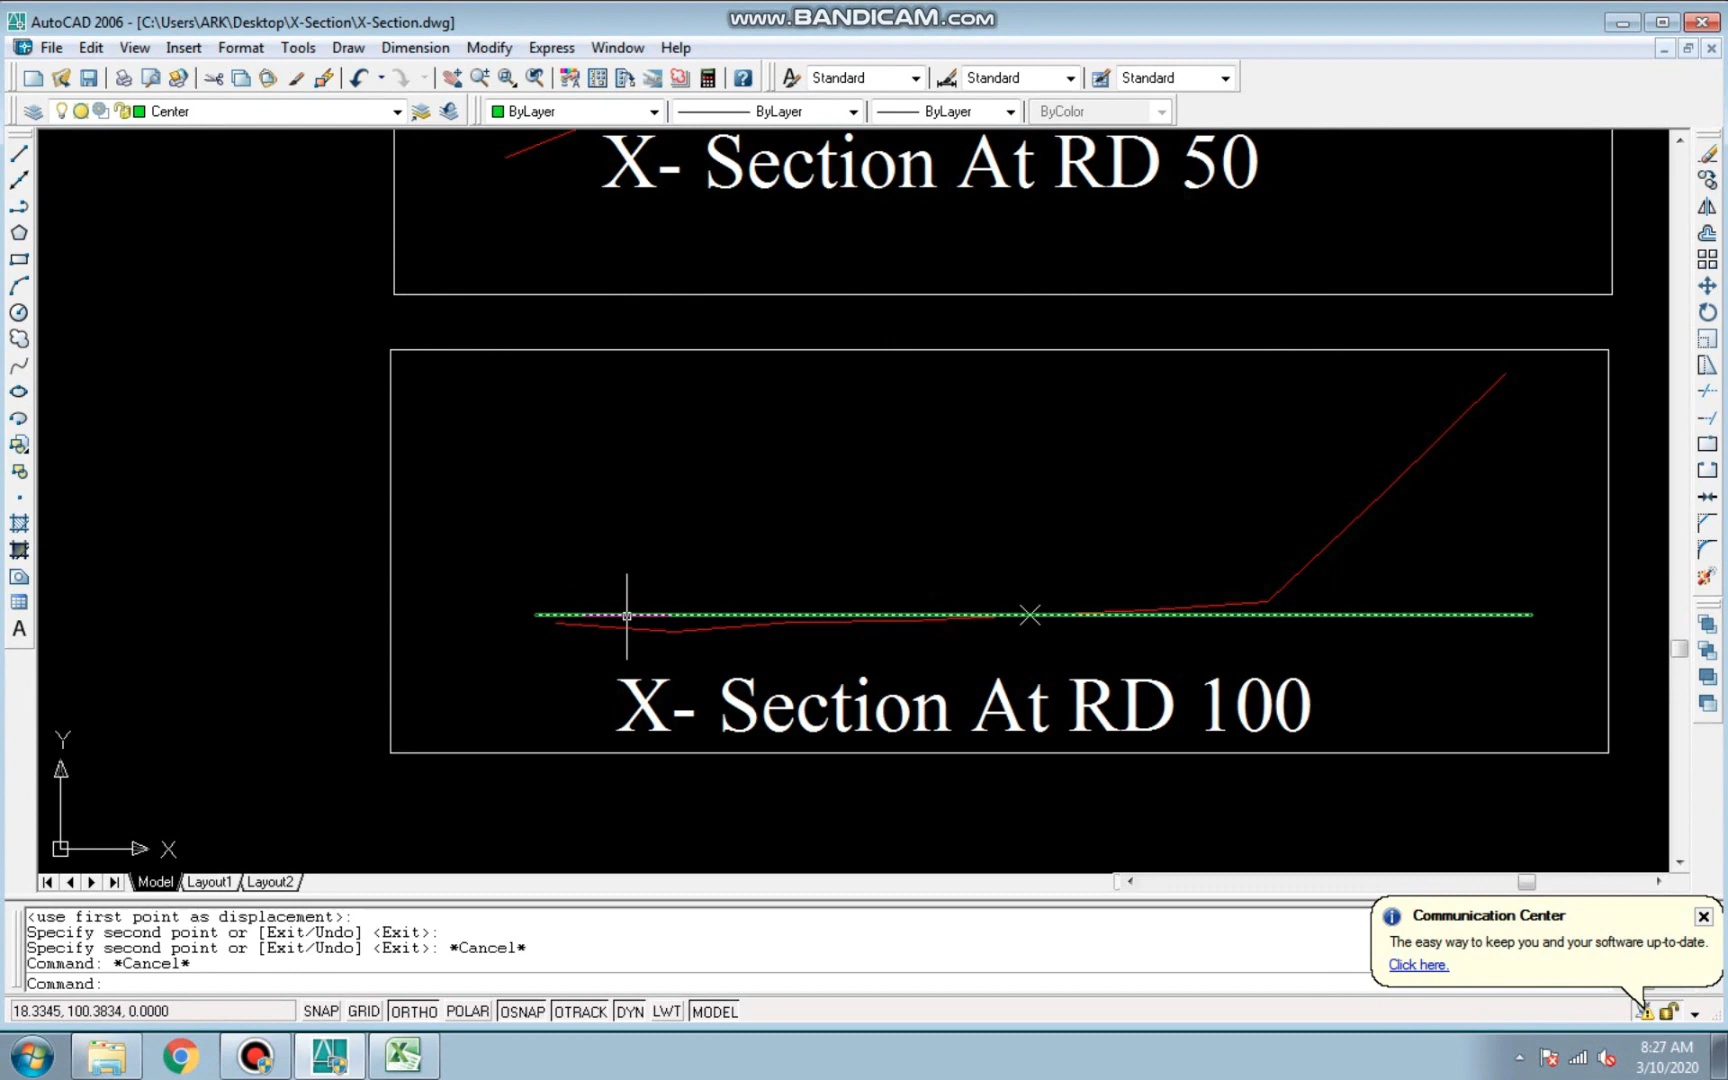 AutoCAD 2006 - [C:\Users\ARK\Desktop\X-Section\X-Section.dwg]
www.BANDICAM.com
File Edit View Insert Format Tools Draw Dimension Modify Express Window Help
Standard Standard Standard
Center ByLayer ByLayer ByLayer ByColor
X- Section At RD 50
X- Section At RD 100
Y
X
A
Model Layout1 Layout2
<use first point as displacement>:
Specify second point or [Exit/Undo] <Exit>:
Specify second point or [Exit/Undo] <Exit>: *Cancel*
Command: *Cancel*
Command:
Communication Center
The easy way to keep you and your software up-to-date.
Click here.
18.3345, 100.3834, 0.0000 SNAP GRID ORTHO POLAR OSNAP OTRACK DYN LWT MODEL
8:27 AM
3/10/2020